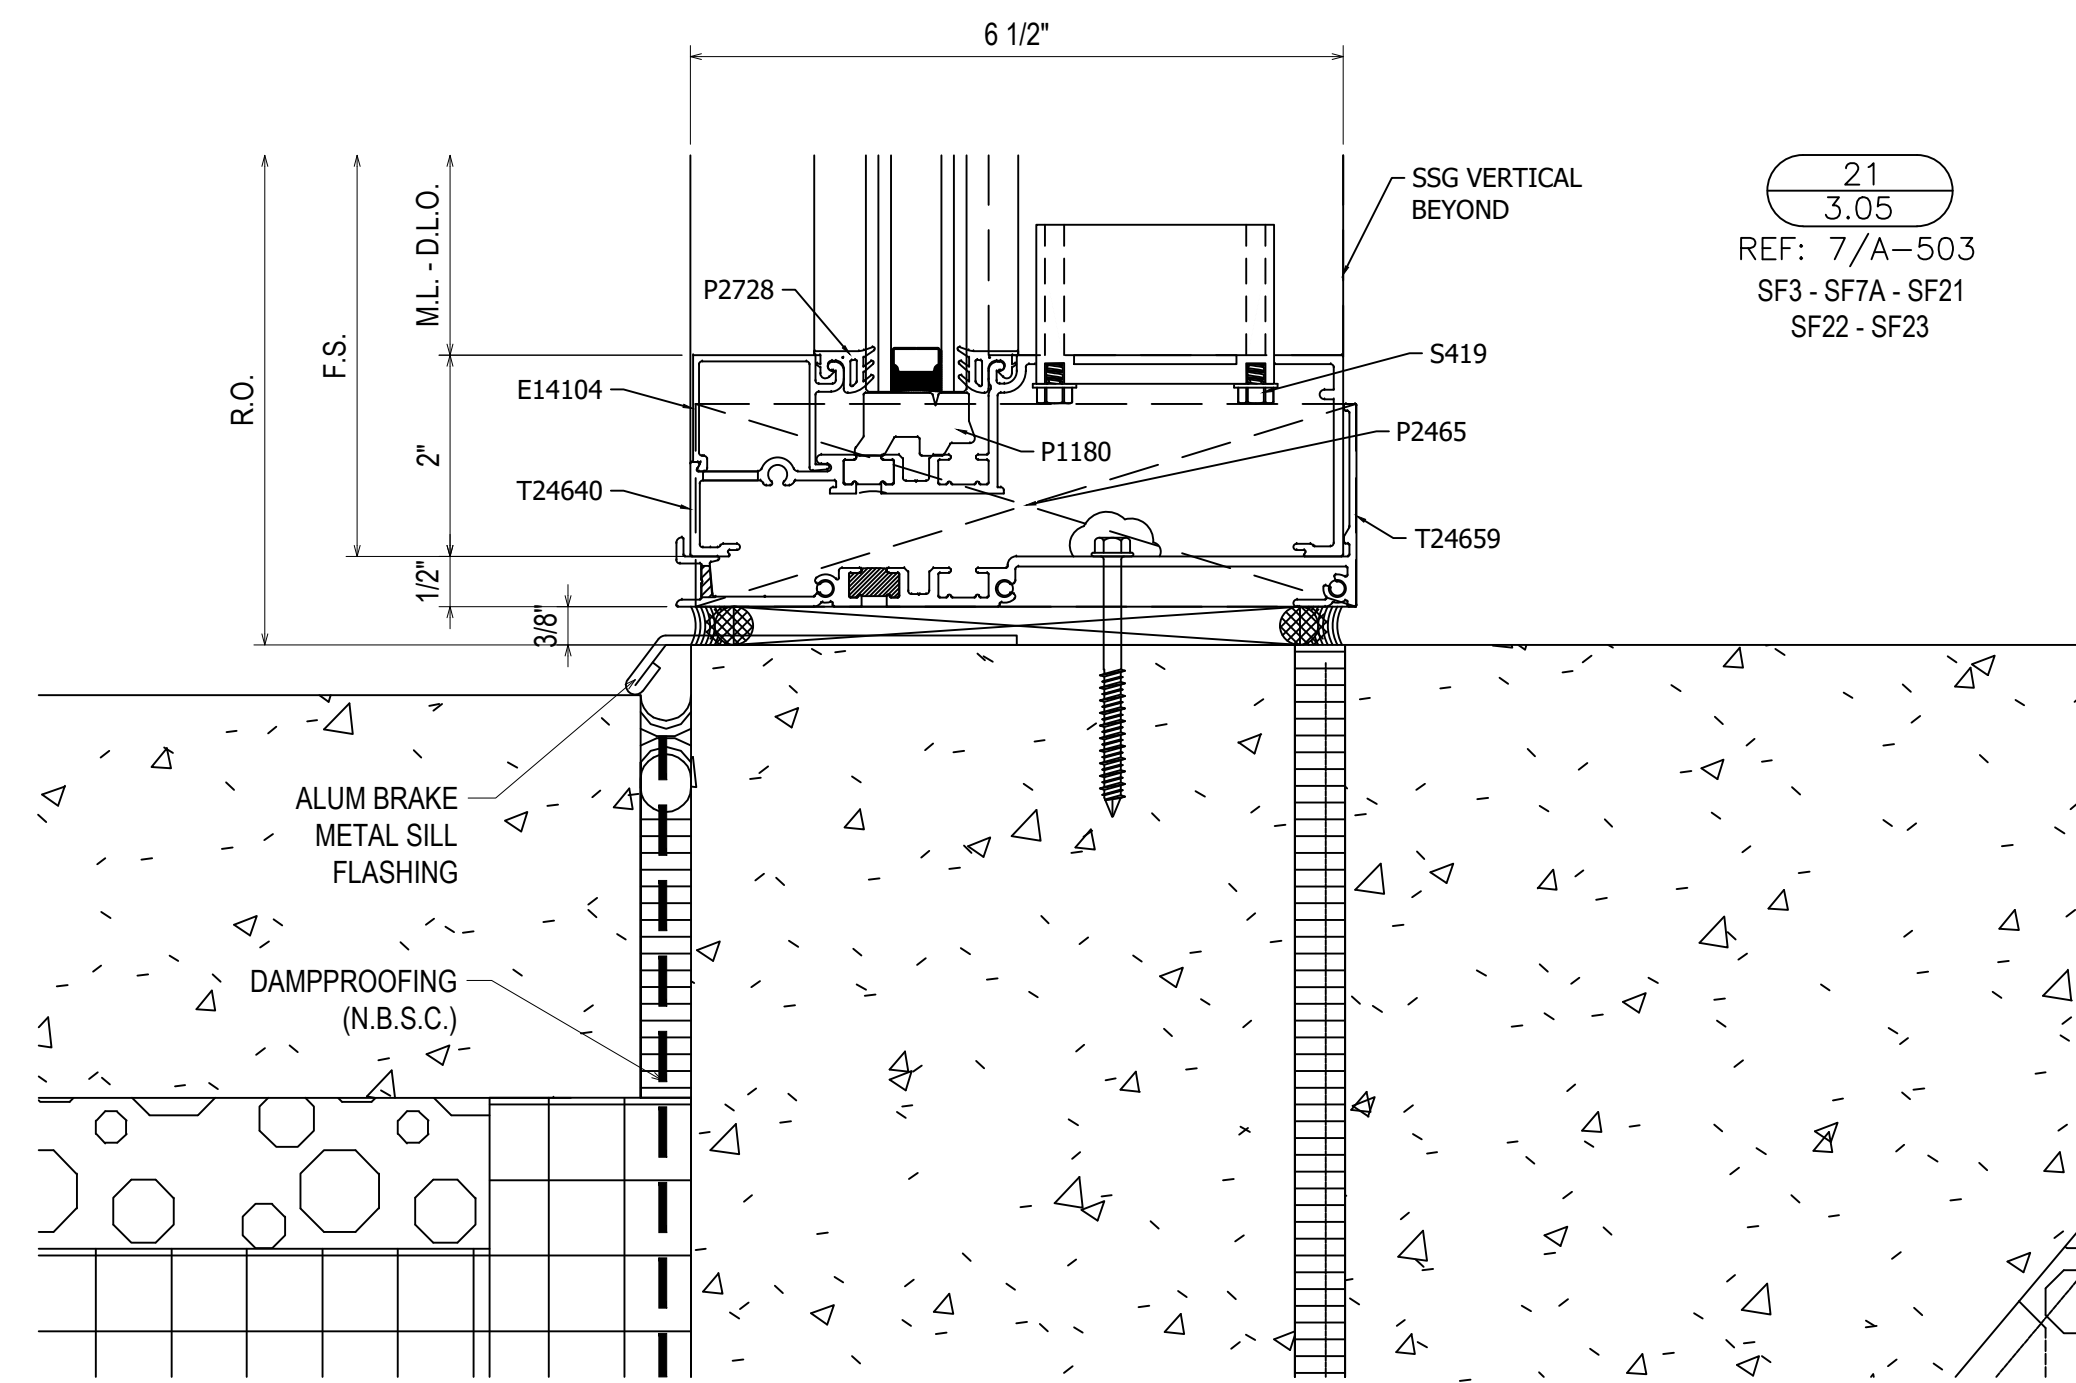 6 1/2"
SSG VERTICAL
BEYOND
21
3.05
REF: 7/A-503
SF3 - SF7A - SF21
SF22 - SF23
M.L. - D.L.O.
F.S.
R.O.
2"
1/2"
3/8"
P2728
E14104
T24640
S419
P2465
P1180
T24659
ALUM BRAKE
METAL SILL
FLASHING
DAMPPROOFING
(N.B.S.C.)